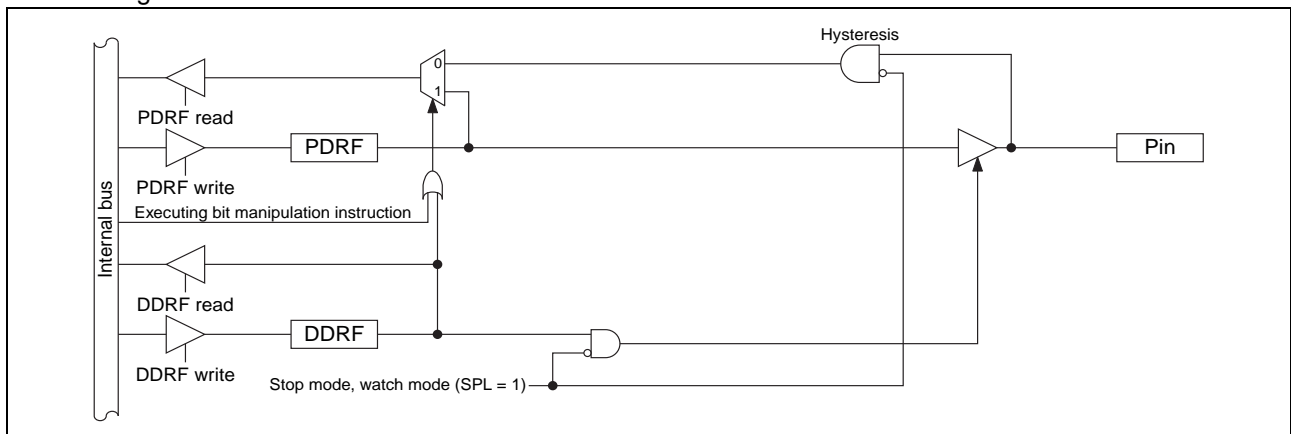 Hysteresis
0
1
PDRF read
PDRF
Pin
PDRF write
Executing bit manipulation instruction
Internal bus
DDRF read
DDRF
DDRF write
Stop mode, watch mode (SPL = 1)